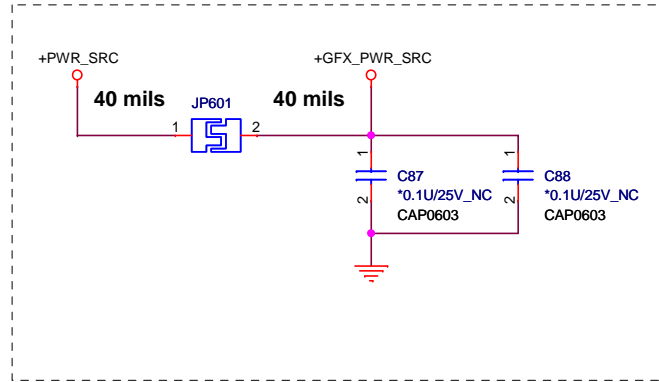 +PWR_SRC
+GFX_PWR_SRC
40 mils
JP601
40 mils
1
2
1
C87
*0.1U/25V_NC
CAP0603
2
1
C88
*0.1U/25V_NC
CAP0603
2